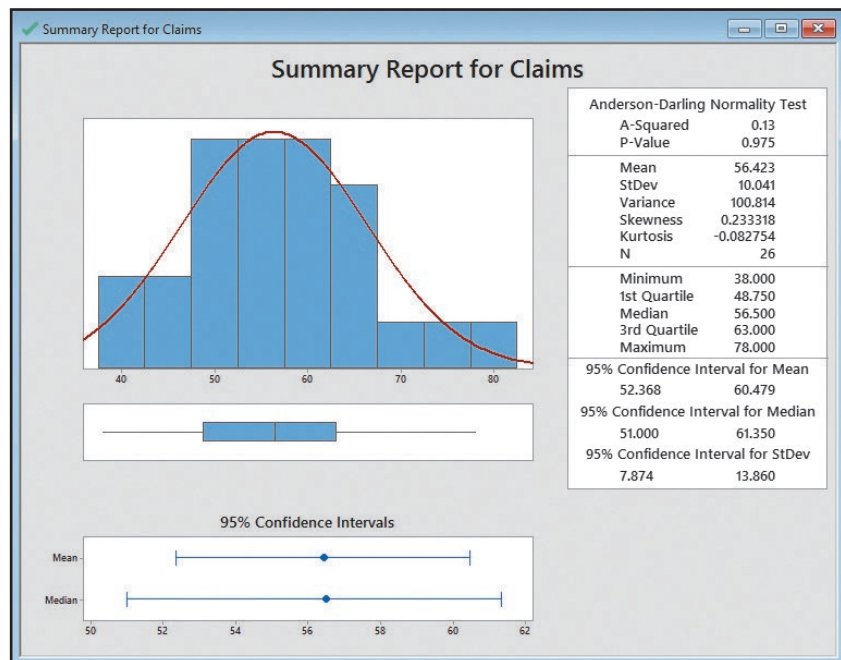 Summary Report for Claims
Summary Report for Claims
40 50 60 70 80
95% Confidence Intervals
Mean
Median
50 52 54 56 58 60 62
Anderson-Darling Normality Test
A-Squared 0.13
P-Value 0.975
Mean 56.423
StDev 10.041
Variance 100.814
Skewness 0.233318
Kurtosis -0.082754
N 26
Minimum 38.000
1st Quartile 48.750
Median 56.500
3rd Quartile 63.000
Maximum 78.000
95% Confidence Interval for Mean
52.368 60.479
95% Confidence Interval for Median
51.000 61.350
95% Confidence Interval for StDev
7.874 13.860